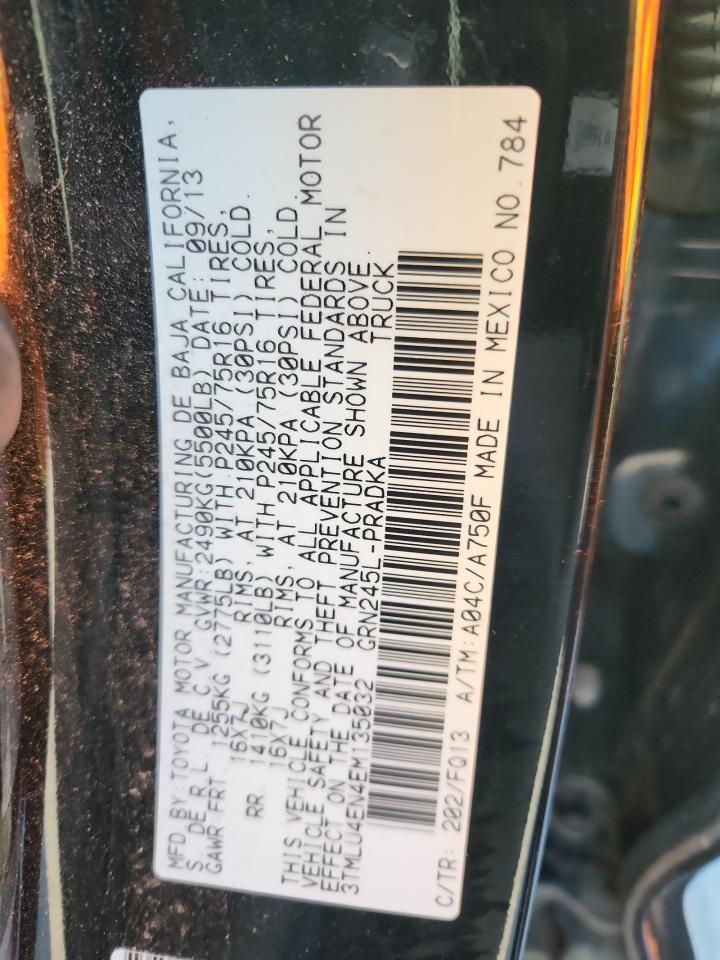 MFD BY:TOYOTA MOTOR MANUFACTURING DE BAJA CALIFORNIA,
S DE R.L. DE C V GVWR:2490KG(5500LB) DATE: 09/13
GAWR:FRT 1255KG (2775LB) WITH P245/75R16 TIRES,
16X7J RIMS, AT 210KPA (30PSI) COLD.
RR. 1410KG (3110LB) WITH P245/75R16 TIRES,
16X7J RIMS, AT 210KPA (30PSI) COLD.
THIS VEHICLE CONFORMS TO ALL APPLICABLE FEDERAL MOTOR
VEHICLE SAFETY AND THEFT PREVENTION STANDARDS IN
EFFECT ON THE DATE OF MANUFACTURE SHOWN ABOVE.
3TMLU4EN4EM135032 GRN245L-PRADKA TRUCK
C/TR: 202/FQ13 A/TM:A04C/A750F MADE IN MEXICO NO.784